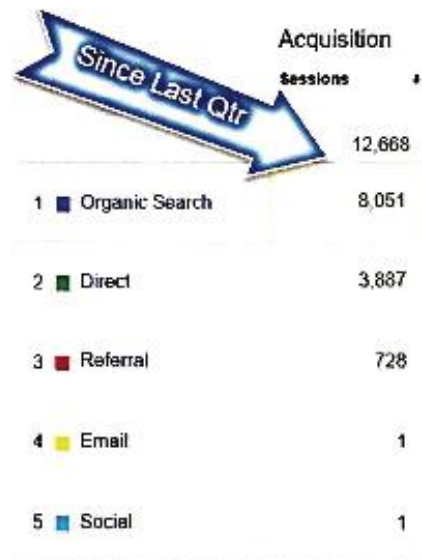 Acquisition
Since Last Qtr
Sessions
12,668
1 Organic Search 8,051
2 Direct 3,887
3 Referral 728
4 Email 1
5 Social 1